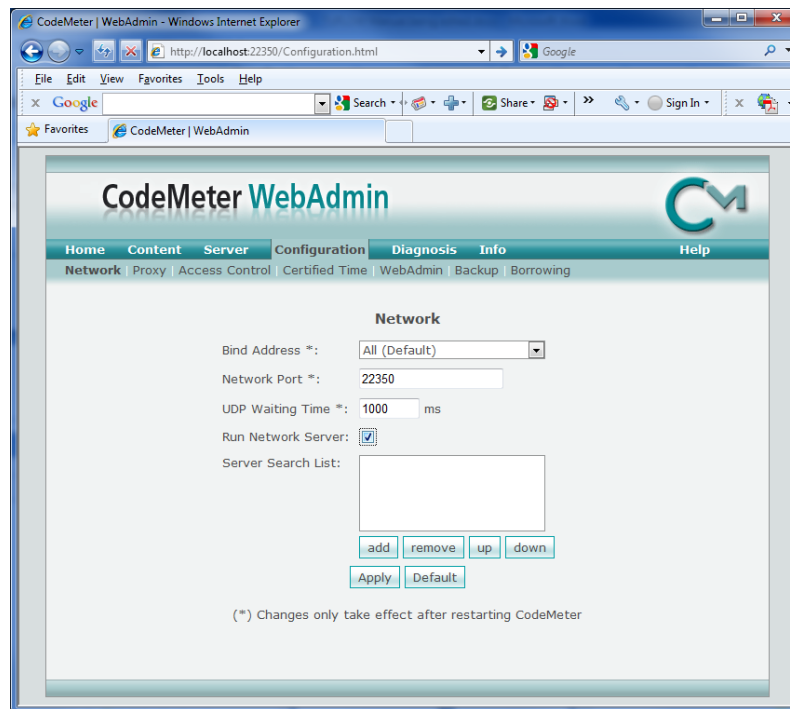 CodeMeter | WebAdmin - Windows Internet Explorer
http://localhost:22350/Configuration.html
Google
File Edit View Favorites Tools Help
x Google Search Share >> Sign In x
Favorites CodeMeter | WebAdmin
CodeMeter WebAdmin
CM
Home Content Server Configuration Diagnosis Info Help
Network | Proxy | Access Control | Certified Time | WebAdmin | Backup | Borrowing
Network
Bind Address *: All (Default)
Network Port *: 22350
UDP Waiting Time *: 1000 ms
Run Network Server:
Server Search List:
add remove up down
Apply Default
(*) Changes only take effect after restarting CodeMeter